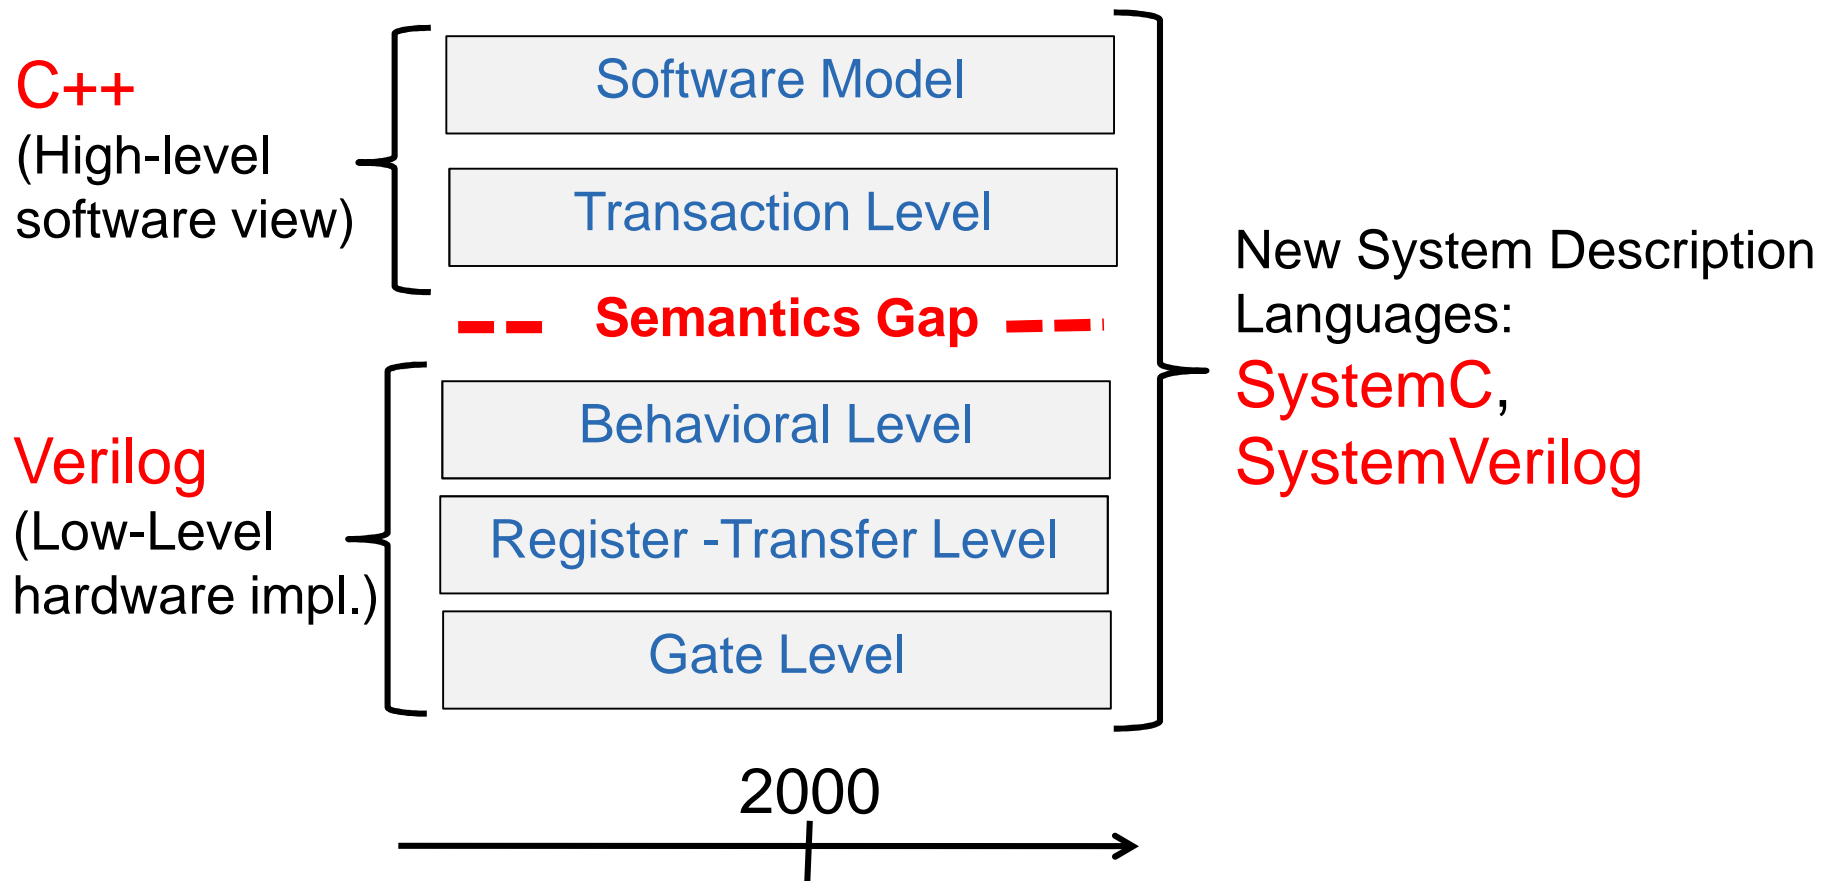 C++
(High-level
software view)
Software Model
Transaction Level
Semantics Gap
Verilog
(Low-Level
hardware impl.)
Behavioral Level
Register -Transfer Level
Gate Level
New System Description
Languages:
SystemC,
SystemVerilog
2000